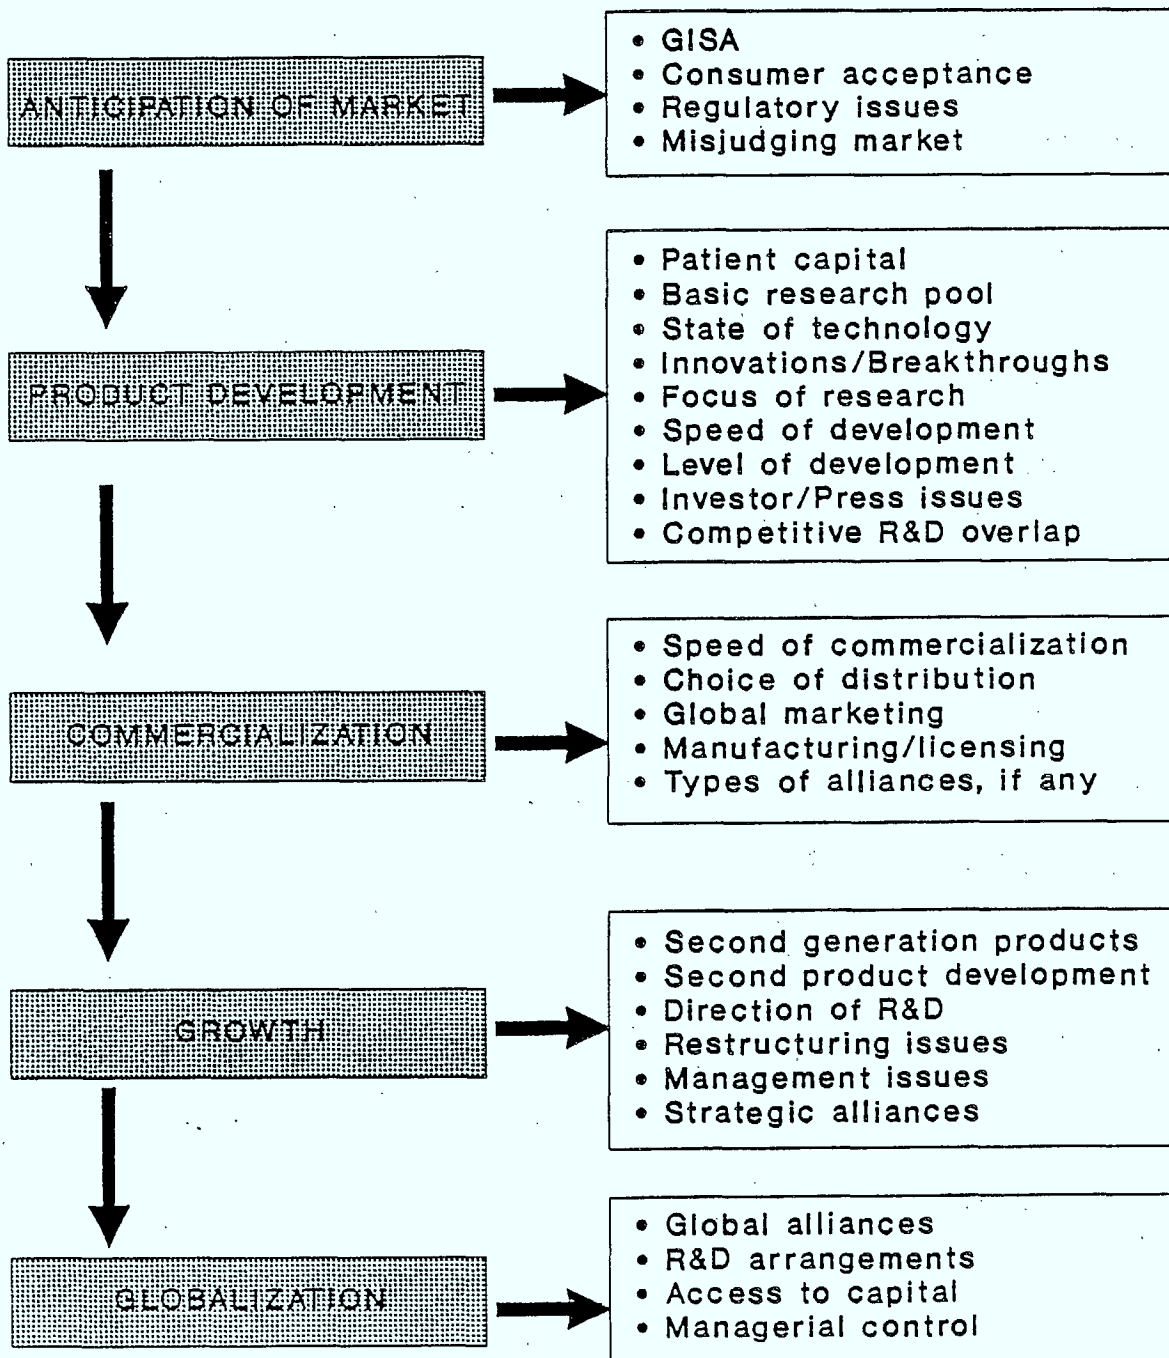 ANTICIPATION OF MARKET
• GISA
• Consumer acceptance
• Regulatory issues
• Misjudging market
PRODUCT DEVELOPMENT
• Patient capital
• Basic research pool
• State of technology
• Innovations/Breakthroughs
• Focus of research
• Speed of development
• Level of development
• Investor/Press issues
• Competitive R&D overlap
COMMERCIALIZATION
• Speed of commercialization
• Choice of distribution
• Global marketing
• Manufacturing/licensing
• Types of alliances, if any
GROWTH
• Second generation products
• Second product development
• Direction of R&D
• Restructuring issues
• Management issues
• Strategic alliances
GLOBALIZATION
• Global alliances
• R&D arrangements
• Access to capital
• Managerial control